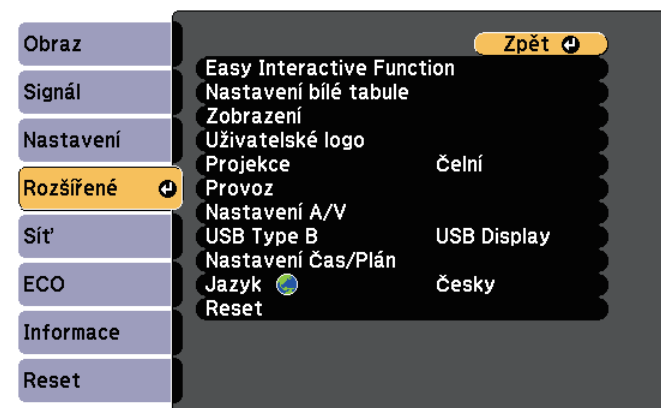 Obraz
Signál
Nastavení
Rozšířené
Síť
ECO
Informace
Reset
Zpět
Easy Interactive Function
Nastavení bílé tabule
Zobrazení
Uživatelské logo
Projekce Čelní
Provoz
Nastavení A/V
USB Type B USB Display
Nastavení Čas/Plán
Jazyk Česky
Reset